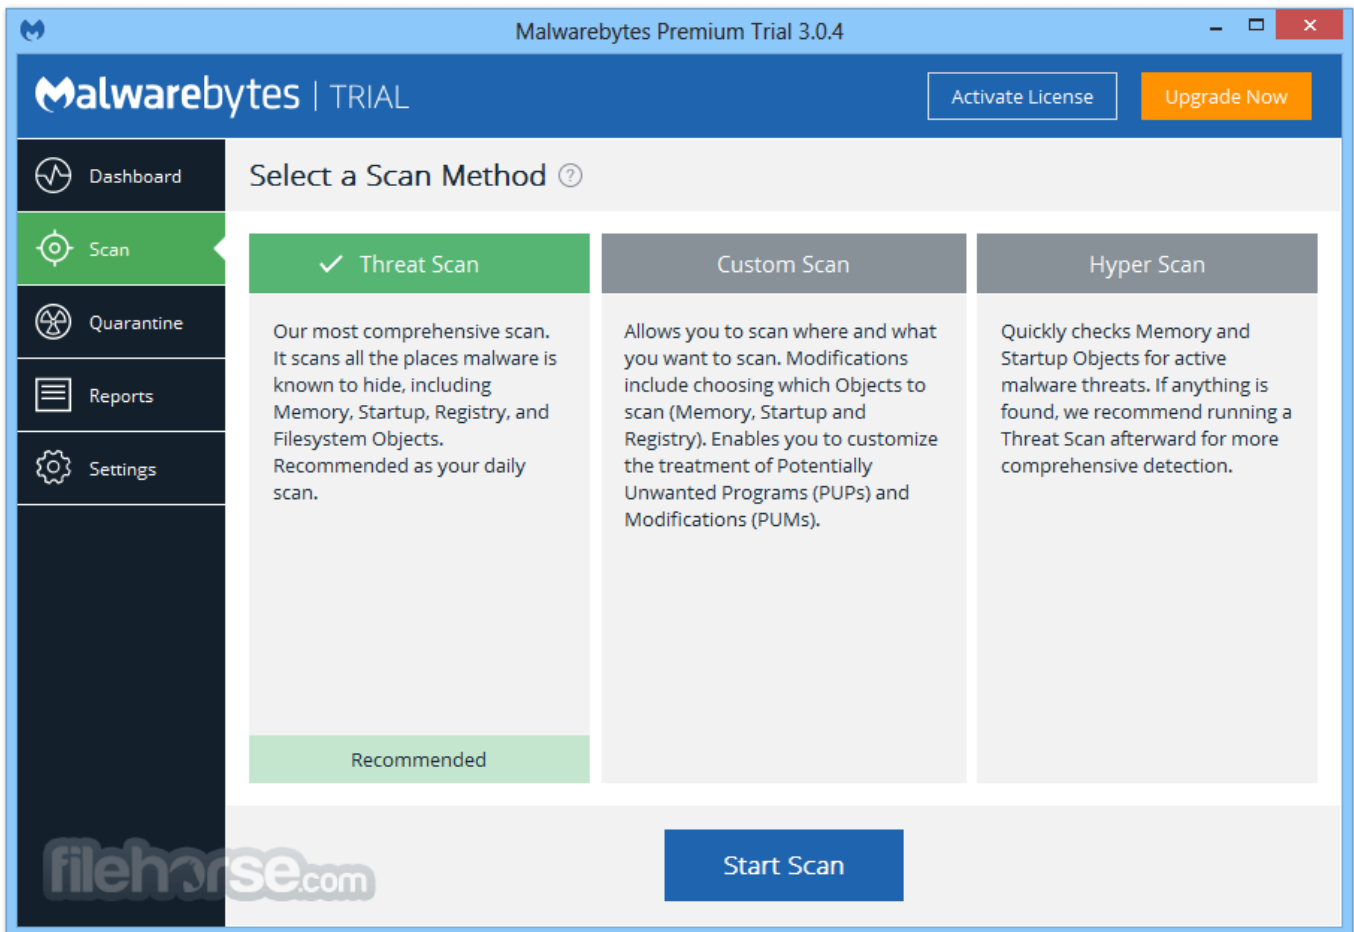 Malwarebytes Premium Trial 3.0.4
Malwarebytes | TRIAL
Activate License
Upgrade Now
Dashboard
Scan
Quarantine
Reports
Settings
Select a Scan Method ?
Threat Scan
Our most comprehensive scan.
It scans all the places malware is
known to hide, including
Memory, Startup, Registry, and
Filesystem Objects.
Recommended as your daily
scan.
Recommended
Custom Scan
Allows you to scan where and what
you want to scan. Modifications
include choosing which Objects to
scan (Memory, Startup and
Registry). Enables you to customize
the treatment of Potentially
Unwanted Programs (PUPs) and
Modifications (PUMs).
Hyper Scan
Quickly checks Memory and
Startup Objects for active
malware threats. If anything is
found, we recommend running a
Threat Scan afterward for more
comprehensive detection.
Start Scan
filehorse.com